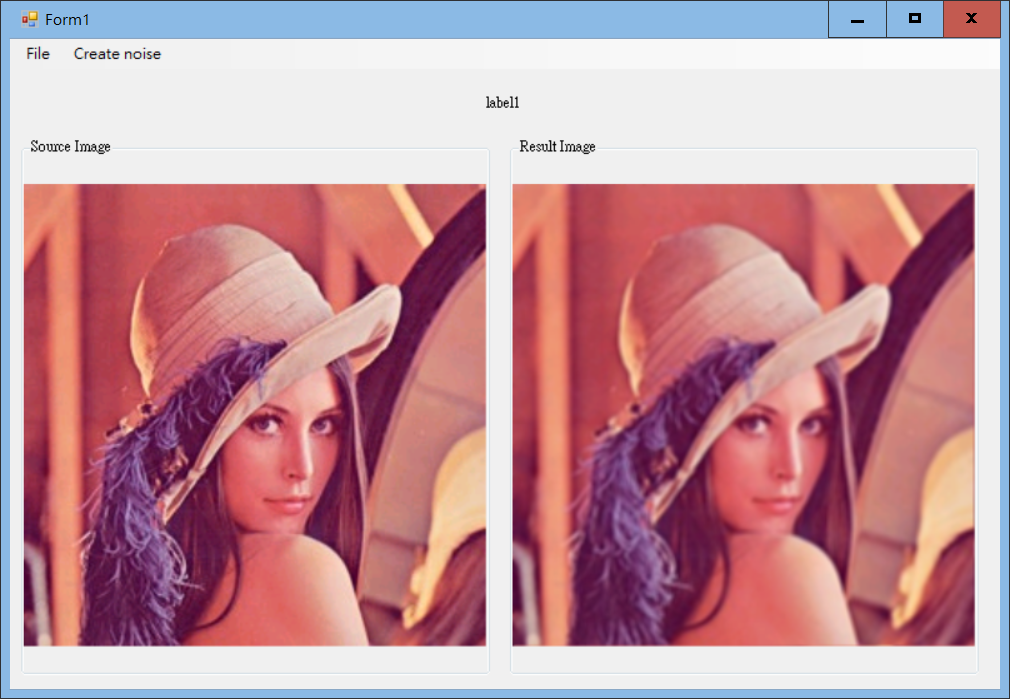 Form1
File Create noise
label1
Source Image Result Image